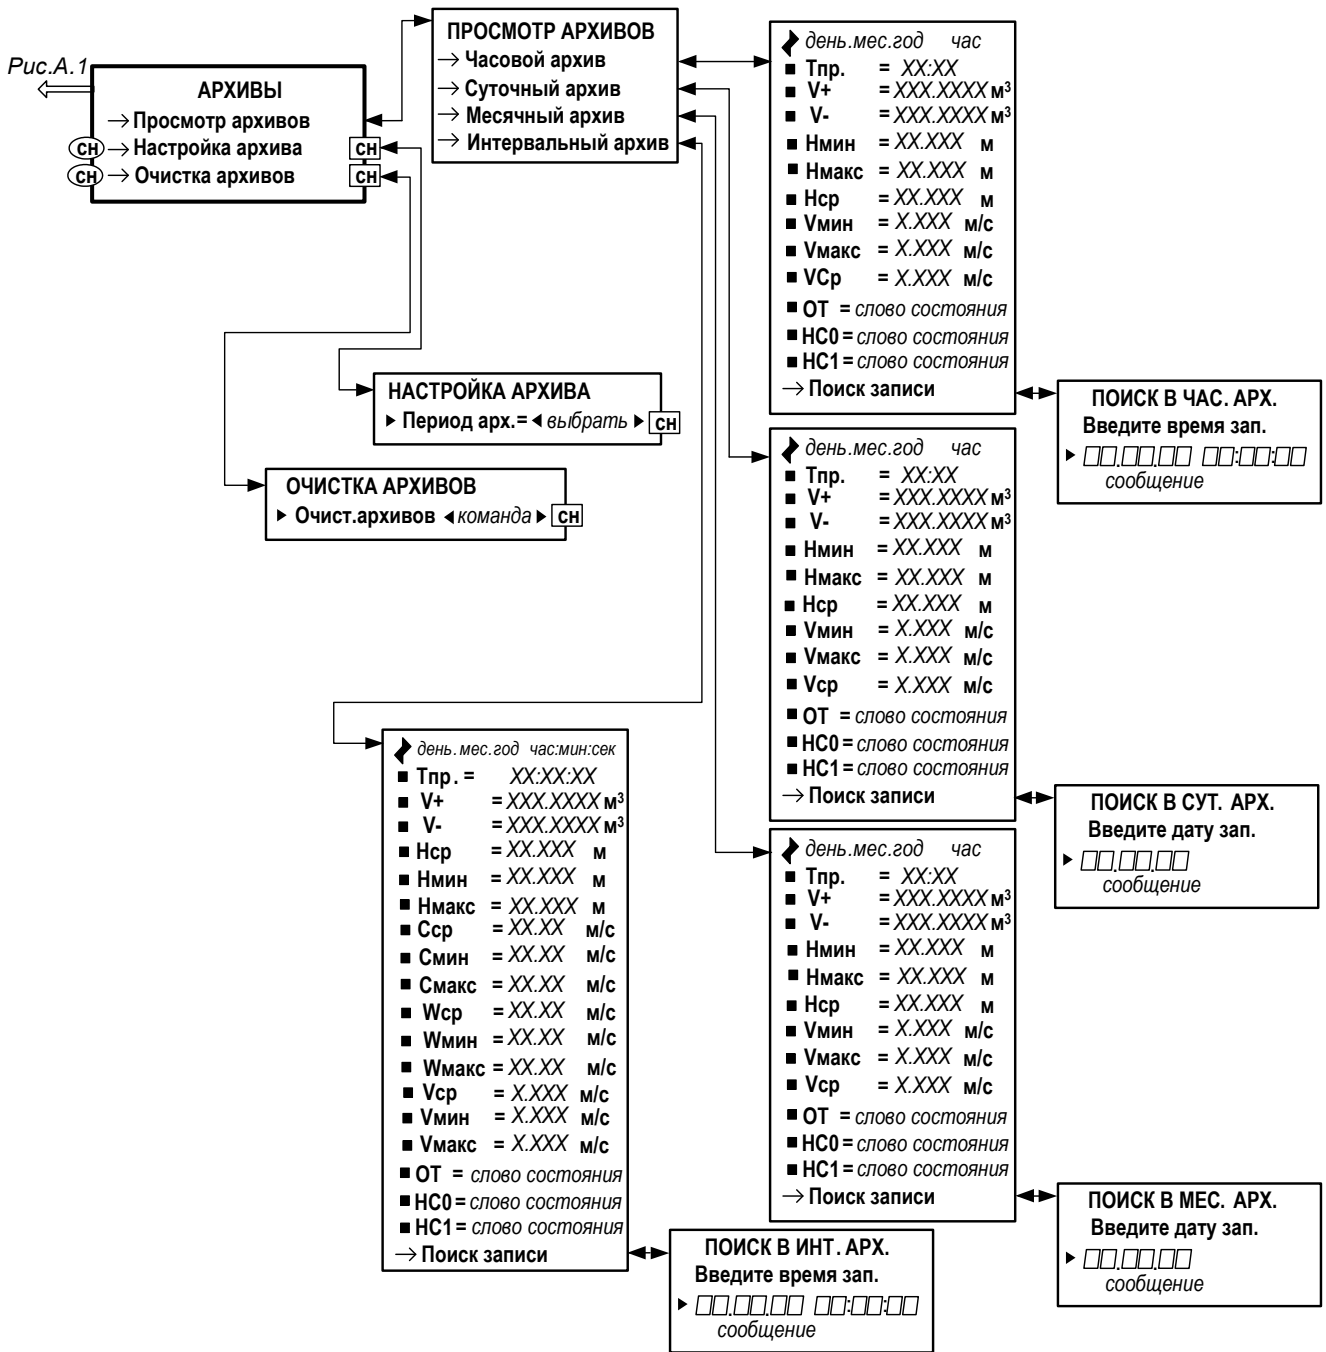 Рис.А.1
АРХИВЫ
→ Просмотр архивов
СН → Настройка архива СН
СН → Очистка архивов СН
ПРОСМОТР АРХИВОВ
→ Часовой архив
→ Суточный архив
→ Месячный архив
→ Интервальный архив
день.мес.год час
■ Тпр. = XX:XX
■ V+ = XXX.XXXX м³
■ V- = XXX.XXXX м³
■ Hмин = XX.XXX м
■ Hмакс = XX.XXX м
■ Hср = XX.XXX м
■ Vмин = X.XXX м/с
■ Vмакс = X.XXX м/с
■ VСр = X.XXX м/с
■ ОТ = слово состояния
■ НС0 = слово состояния
■ НС1 = слово состояния
→ Поиск записи
ПОИСК В ЧАС. АРХ.
Введите время зап.
▶ □□.□□.□□ □□:□□:□□
сообщение
НАСТРОЙКА АРХИВА
▶ Период арх.= ◀ выбрать ▶ СН
ОЧИСТКА АРХИВОВ
▶ Очист.архивов ◀ команда ▶ СН
день.мес.год час
■ Тпр. = XX:XX
■ V+ = XXX.XXXX м³
■ V- = XXX.XXXX м³
■ Hмин = XX.XXX м
■ Hмакс = XX.XXX м
■ Hср = XX.XXX м
■ Vмин = X.XXX м/с
■ Vмакс = X.XXX м/с
■ Vср = X.XXX м/с
■ ОТ = слово состояния
■ НС0 = слово состояния
■ НС1 = слово состояния
→ Поиск записи
ПОИСК В СУТ. АРХ.
Введите дату зап.
▶ □□.□□.□□
сообщение
день.мес.год час
■ Тпр. = XX:XX
■ V+ = XXX.XXXX м³
■ V- = XXX.XXXX м³
■ Hмин = XX.XXX м
■ Hмакс = XX.XXX м
■ Hср = XX.XXX м
■ Vмин = X.XXX м/с
■ Vмакс = X.XXX м/с
■ Vср = X.XXX м/с
■ ОТ = слово состояния
■ НС0 = слово состояния
■ НС1 = слово состояния
→ Поиск записи
ПОИСК В МЕС. АРХ.
Введите дату зап.
▶ □□.□□.□□
сообщение
день.мес.год час:мин:сек
■ Тпр. = XX:XX:XX
■ V+ = XXX.XXXX м³
■ V- = XXX.XXXX м³
■ Hср = XX.XXX м
■ Hмин = XX.XXX м
■ Hмакс = XX.XXX м
■ Cср = XX.XX м/с
■ Cмин = XX.XX м/с
■ Cмакс = XX.XX м/с
■ Wср = XX.XX м/с
■ Wмин = XX.XX м/с
■ Wмакс = XX.XX м/с
■ Vср = X.XXX м/с
■ Vмин = X.XXX м/с
■ Vмакс = X.XXX м/с
■ ОТ = слово состояния
■ НС0 = слово состояния
■ НС1 = слово состояния
→ Поиск записи
ПОИСК В ИНТ. АРХ.
Введите время зап.
▶ □□.□□.□□ □□:□□:□□
сообщение